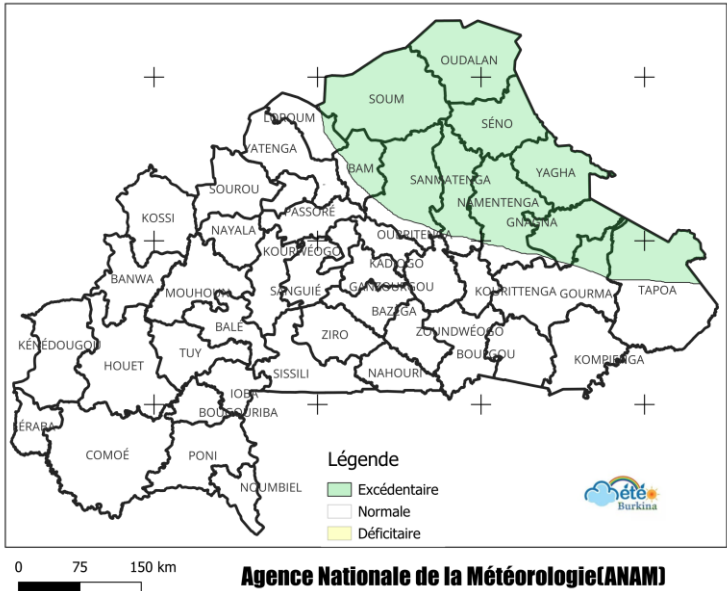 OUDALAN
SOUM
LOROUM
SÉNO
YATENGA
BAM
YAGHA
SANMATENGA
SOUROU
NAMENTENGA
PASSORÉ
KOSSI
GNAGNA
NAYALA
OUBRITENGA
KOURWÉOGO
KADIOGO
BANWA
MOUHOUN
SANGUIÉ
GANZOURGOU
KOURITTENGA
GOURMA
TAPOA
BAZÈGA
BALÉ
ZIRO
ZOUNDWÉOGO
KÉNÉDOUGOU
HOUET
TUY
BOULGOU
KOMPIENGA
SISSILI
NAHOURI
IOBA
BOUGOURIBA
LÉRABA
COMOÉ
PONI
NOUMBIEL
Légende
Excédentaire
Normale
Déficitaire
Météo
Burkina
0 75 150 km
Agence Nationale de la Météorologie(ANAM)